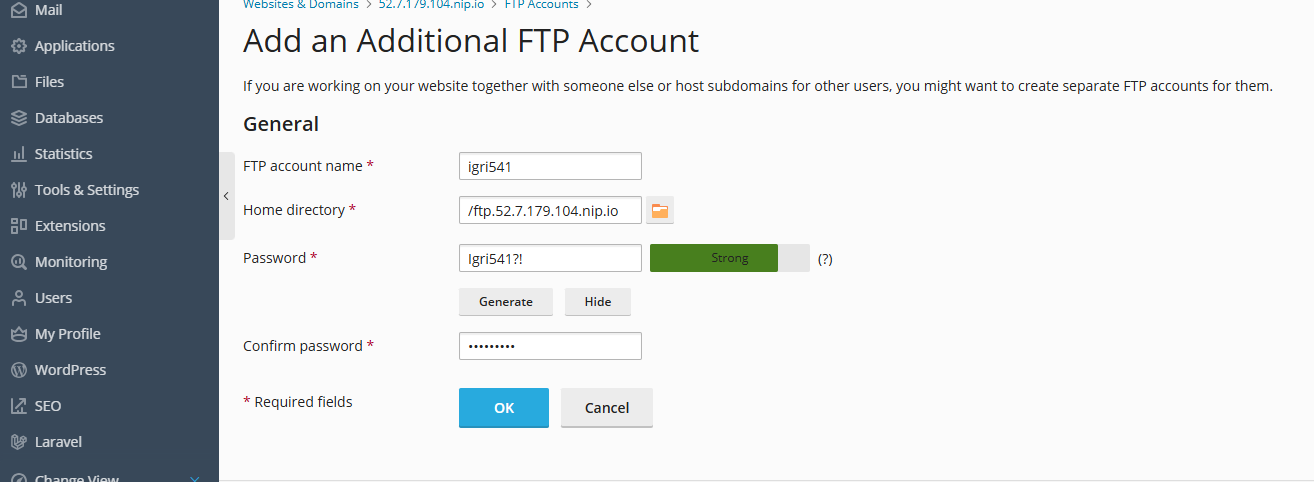 Mail
Applications
Files
Databases
Statistics
Tools & Settings
Extensions
Monitoring
Users
My Profile
WordPress
SEO
Laravel
Change View
Websites & Domains > 52.7.179.104.nip.io > FTP Accounts >
Add an Additional FTP Account
If you are working on your website together with someone else or host subdomains for other users, you might want to create separate FTP accounts for them.
General
FTP account name * igri541
Home directory * /ftp.52.7.179.104.nip.io
Password * Igri541?! Strong (?)
Generate Hide
Confirm password * •••••••••
* Required fields OK Cancel